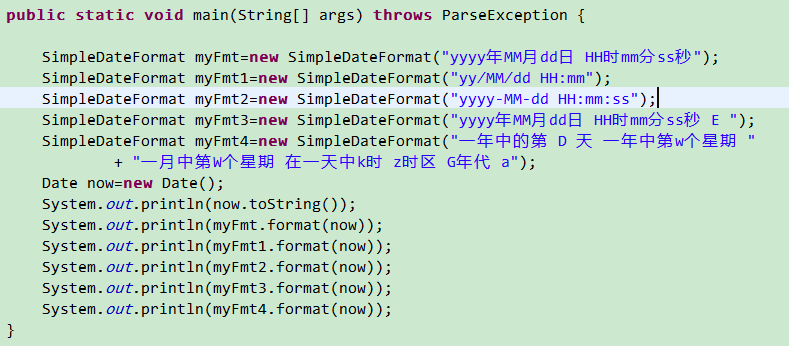 public static void main(String[] args) throws ParseException {
SimpleDateFormat myFmt=new SimpleDateFormat("yyyy年MM月dd日 HH时mm分ss秒");
SimpleDateFormat myFmt1=new SimpleDateFormat("yy/MM/dd HH:mm");
SimpleDateFormat myFmt2=new SimpleDateFormat("yyyy-MM-dd HH:mm:ss");
SimpleDateFormat myFmt3=new SimpleDateFormat("yyyy年MM月dd日 HH时mm分ss秒 E ");
SimpleDateFormat myFmt4=new SimpleDateFormat("一年中的第 D 天 一年中第w个星期 "
+ "一月中第W个星期 在一天中k时 z时区 G年代 a");
Date now=new Date();
System.out.println(now.toString());
System.out.println(myFmt.format(now));
System.out.println(myFmt1.format(now));
System.out.println(myFmt2.format(now));
System.out.println(myFmt3.format(now));
System.out.println(myFmt4.format(now));
}